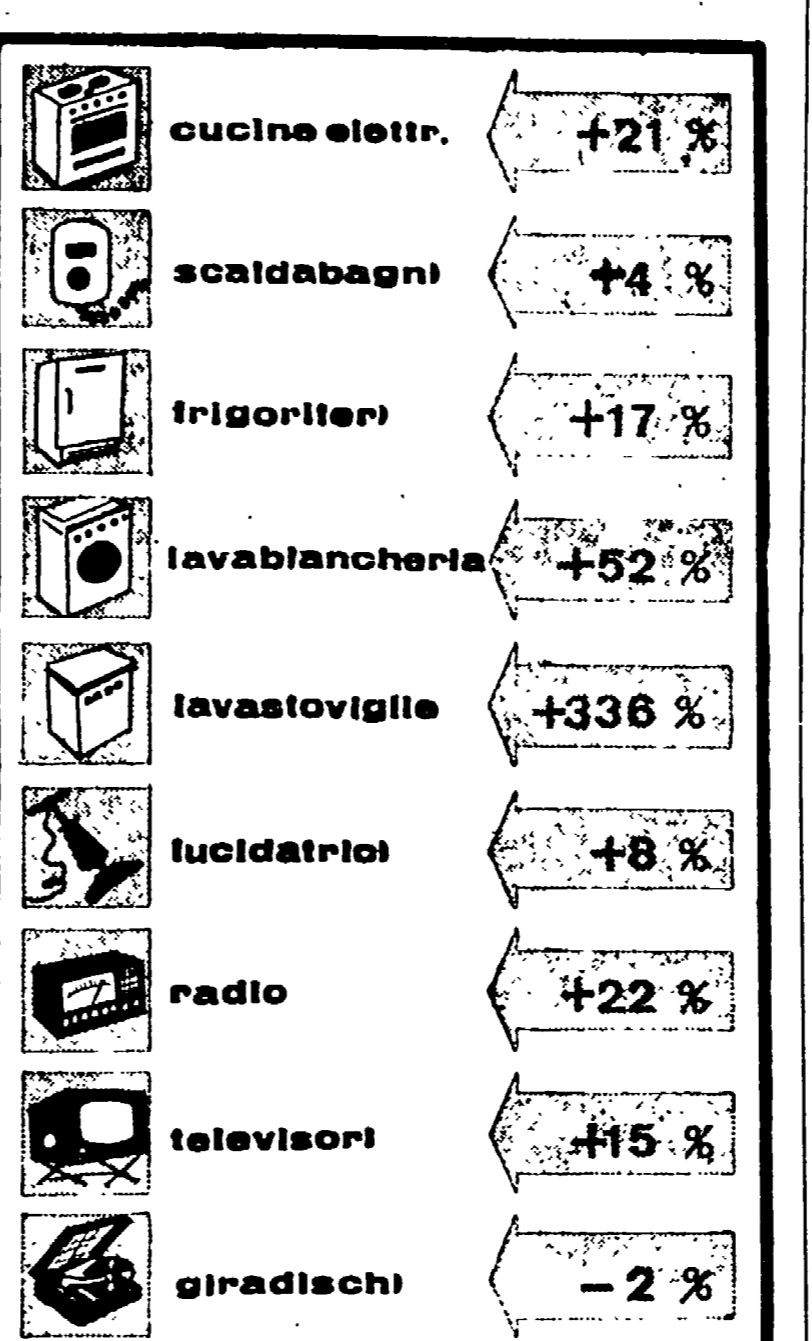 cucine elettr. +21 %
scaldabagni +4 %
frigoriferi +17 %
lavabiancheria +52 %
lavastoviglie +336 %
lucidatrici +8 %
radio +22 %
televisori +15 %
giradischi -2 %